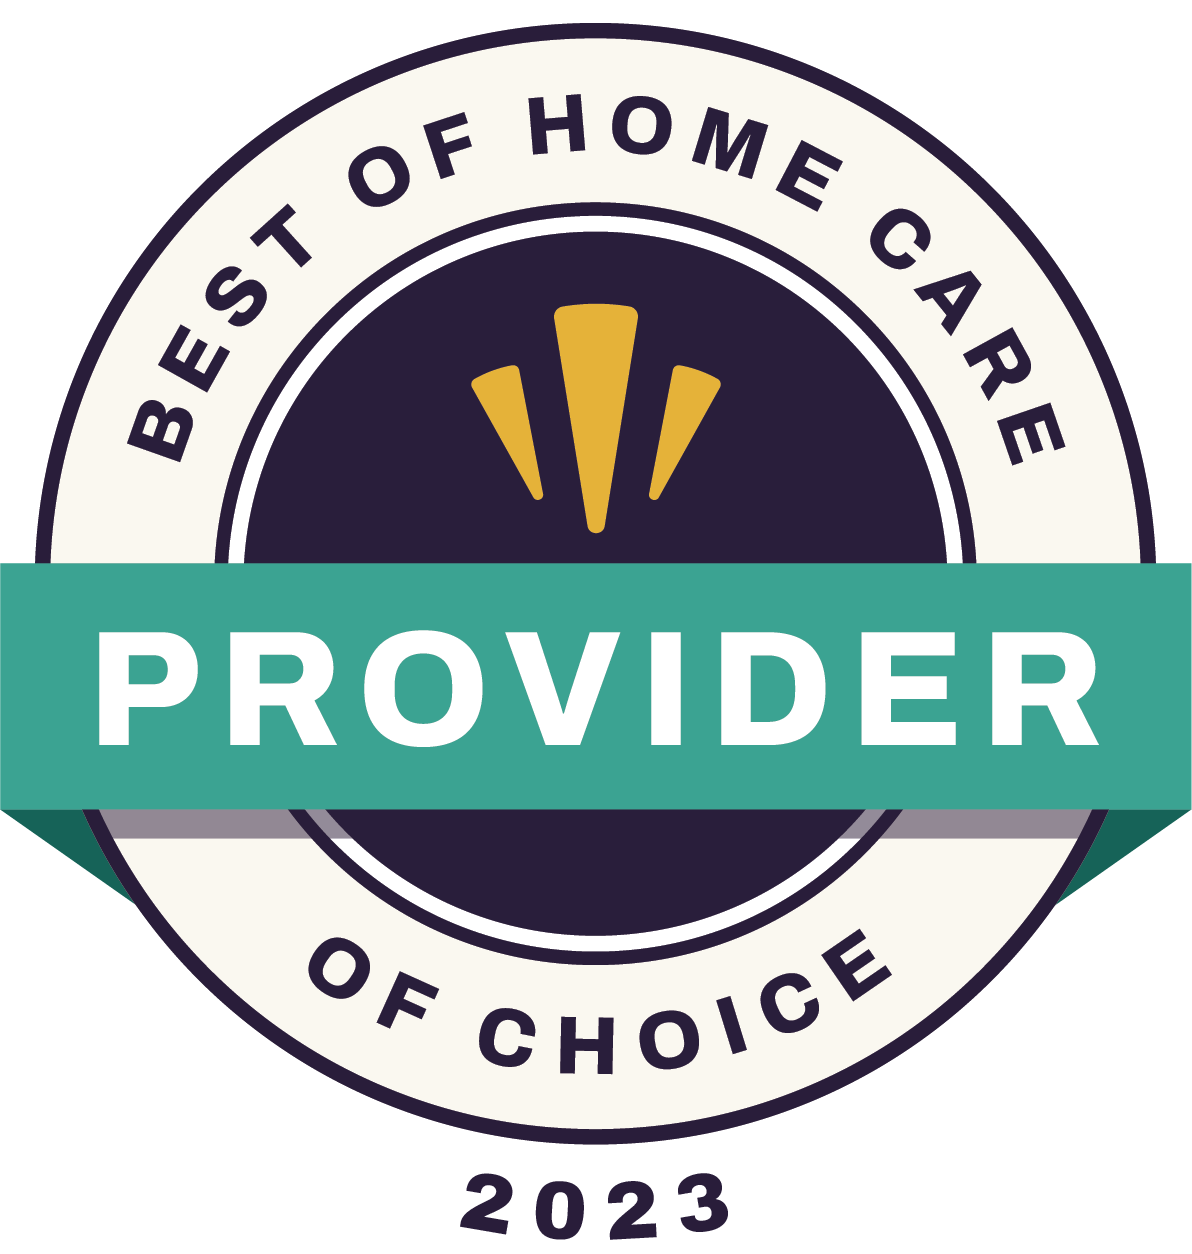 BEST OF HOME CARE
PROVIDER
OF CHOICE
2023